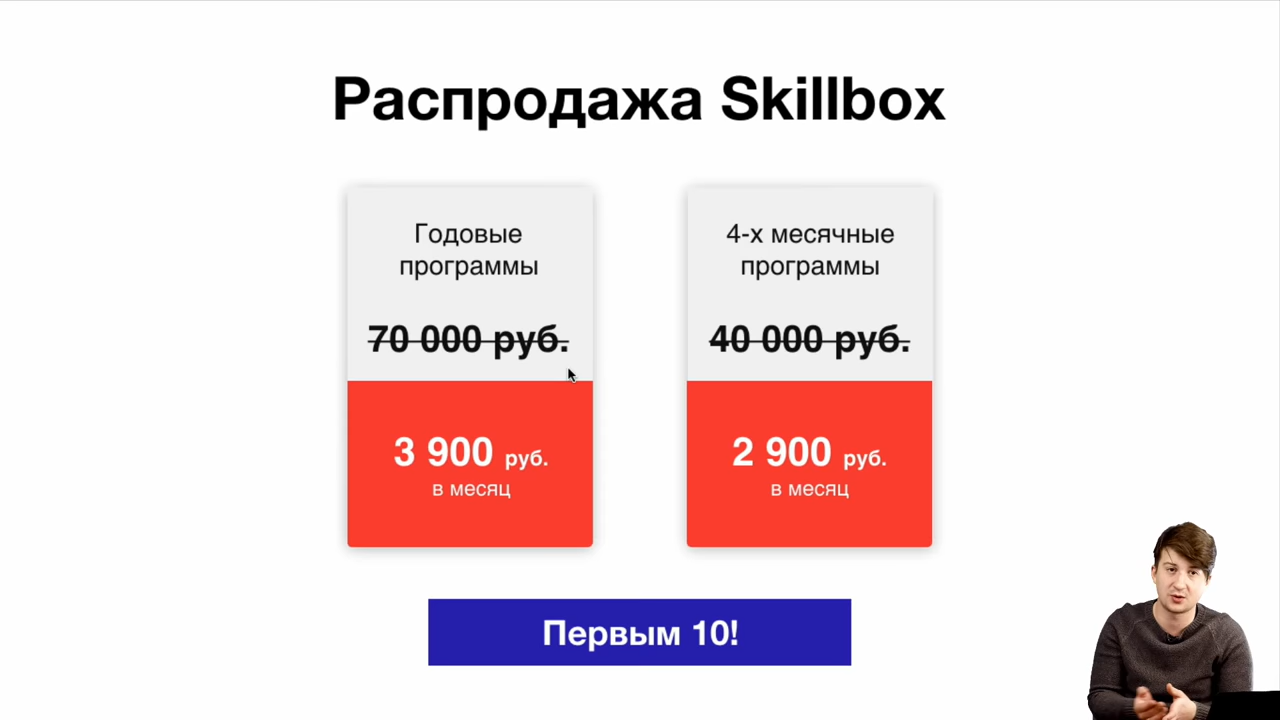 Распродажа Skillbox
Годовые
программы
70 000 руб.
3 900 руб.
в месяц
4-х месячные
программы
40 000 руб.
2 900 руб.
в месяц
Первым 10!